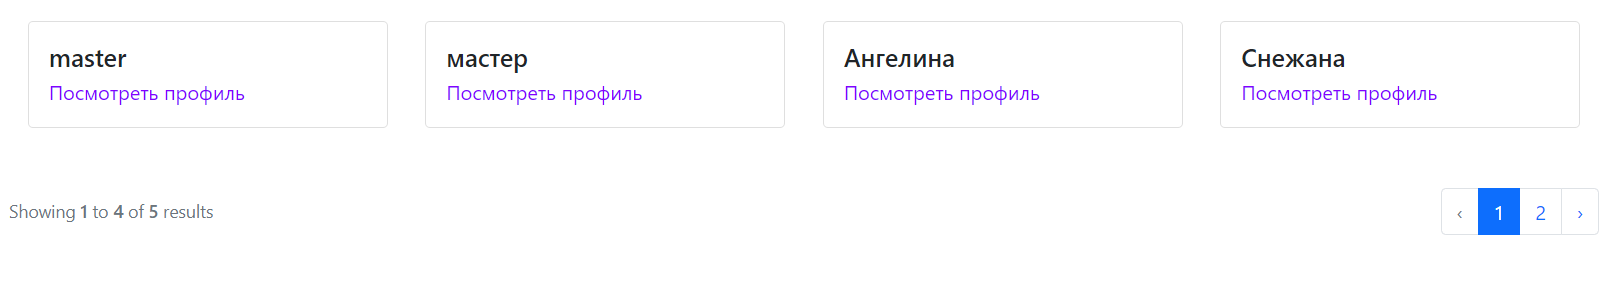 master
Посмотреть профиль
мастер
Посмотреть профиль
Ангелина
Посмотреть профиль
Снежана
Посмотреть профиль
Showing 1 to 4 of 5 results
‹ 1 2 ›